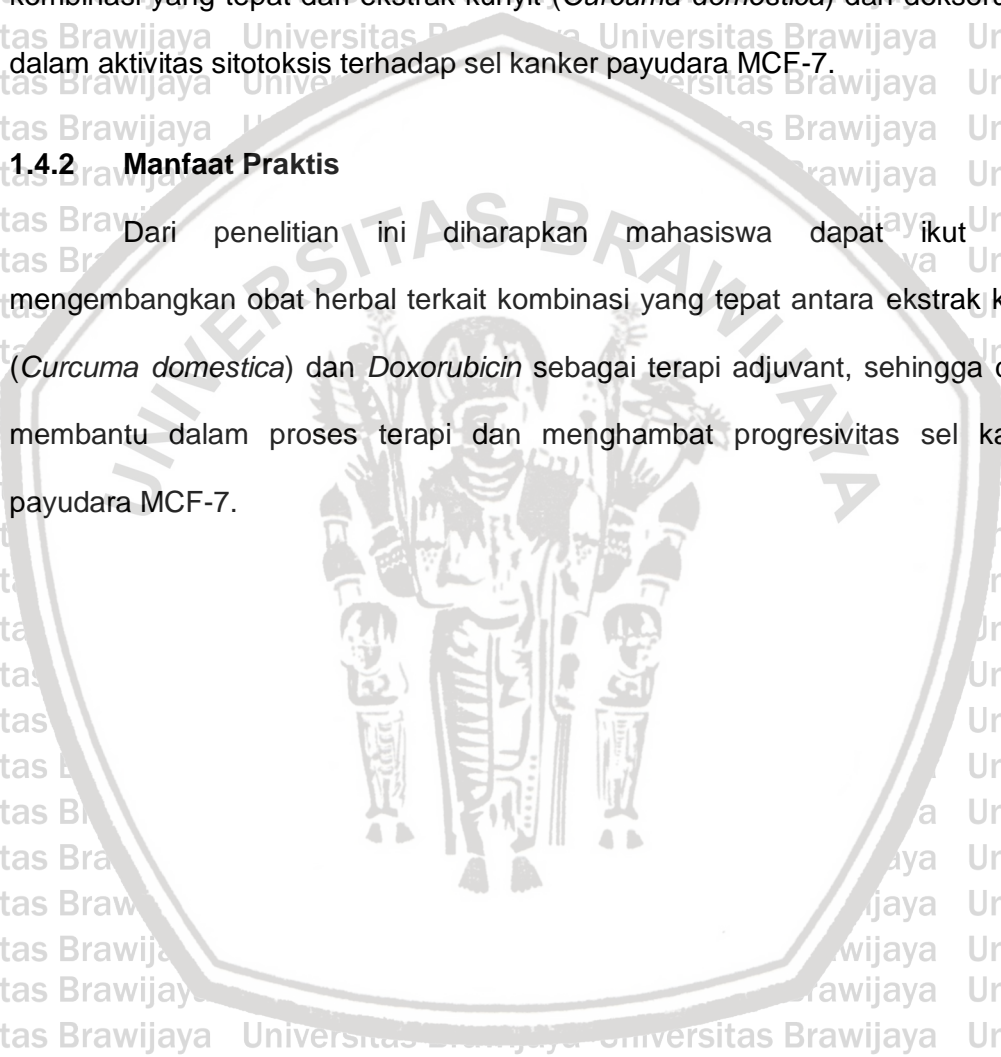 kombinasi yang tepat dari ekstrak kunyit (Curcuma domestica) dan
dalam aktivitas sitotoksis terhadap sel kanker payudara MCF-7.
1.4.2 Manfaat Praktis
Dari penelitian ini diharapkan mahasiswa dapat ikut
mengembangkan obat herbal terkait kombinasi yang tepat antara ekstrak
(Curcuma domestica) dan Doxorubicin sebagai terapi adjuvant, sehingga
membantu dalam proses terapi dan menghambat progresivitas sel
payudara MCF-7.
UNIVERSITAS BRAWIJAYA